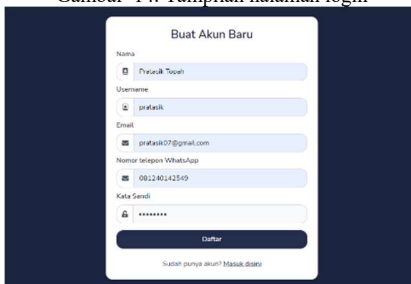 Gambar 14. Tampilan halaman login
Buat Akun Baru
Nama
Pratasik Topah
Username
pratasik
Email
pratasik07@gmail.com
Nomor telepon WhatsApp
081240142549
Kata Sandi
••••••••
Daftar
Sudah punya akun? Masuk disini